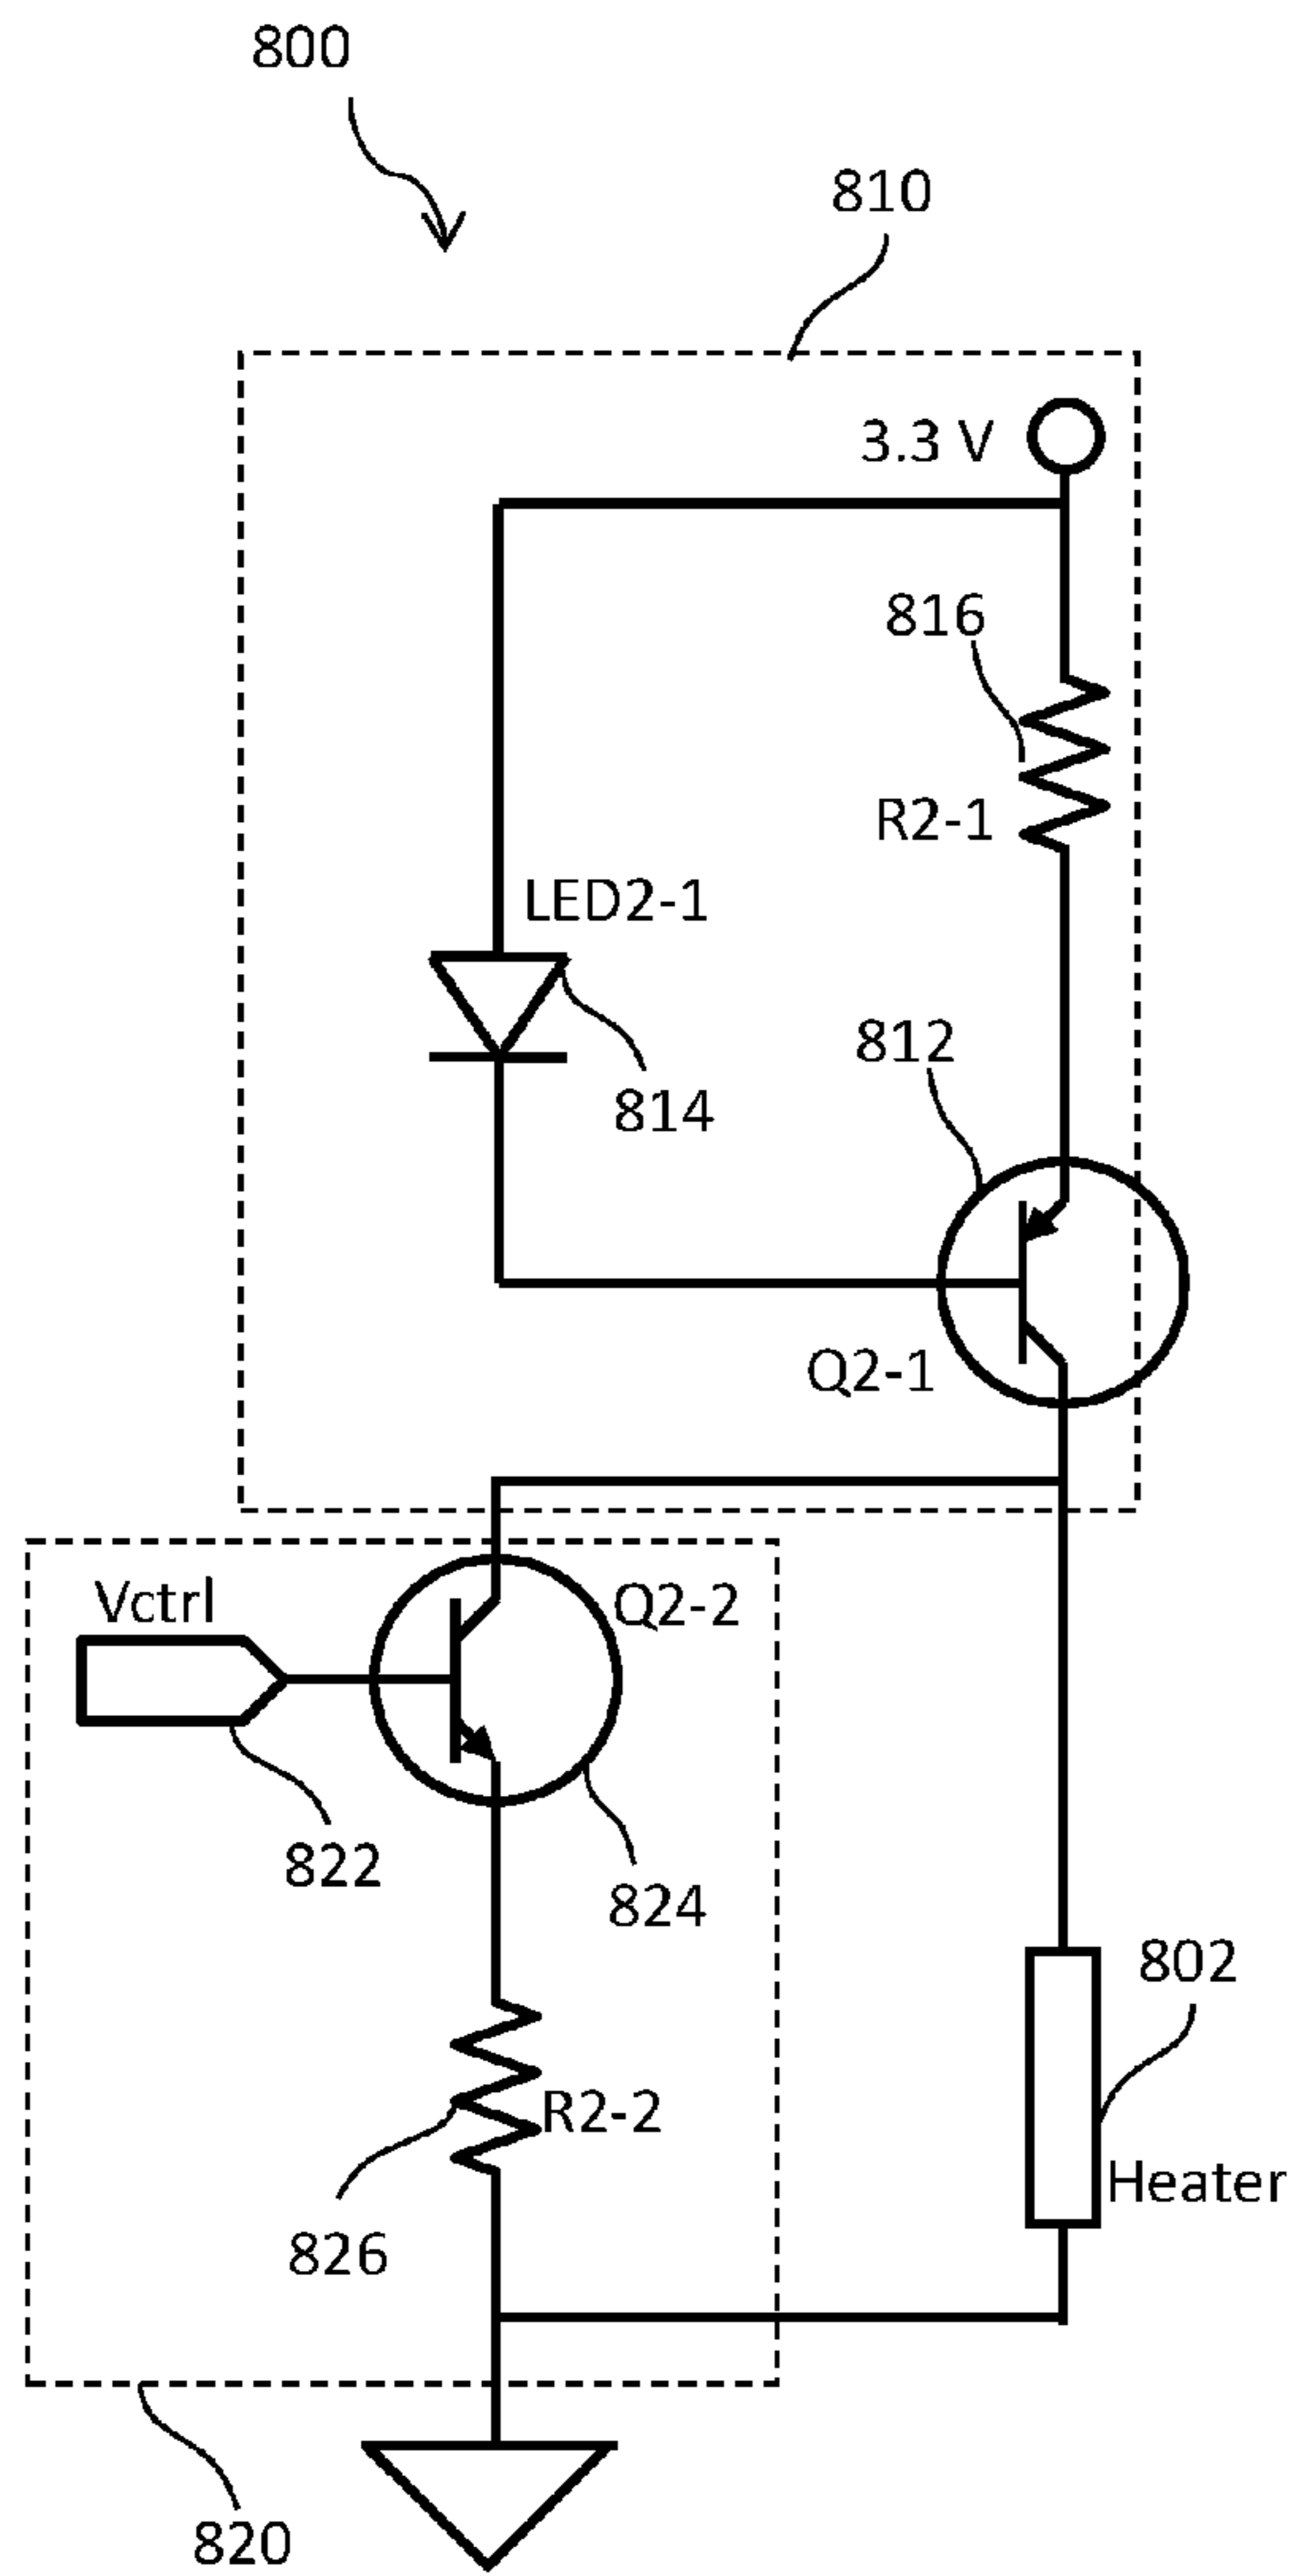 800
810
3.3 V
816
R2-1
LED2-1
812
814
Q2-1
Vctrl
Q2-2
822
824
802
R2-2
Heater
826
820